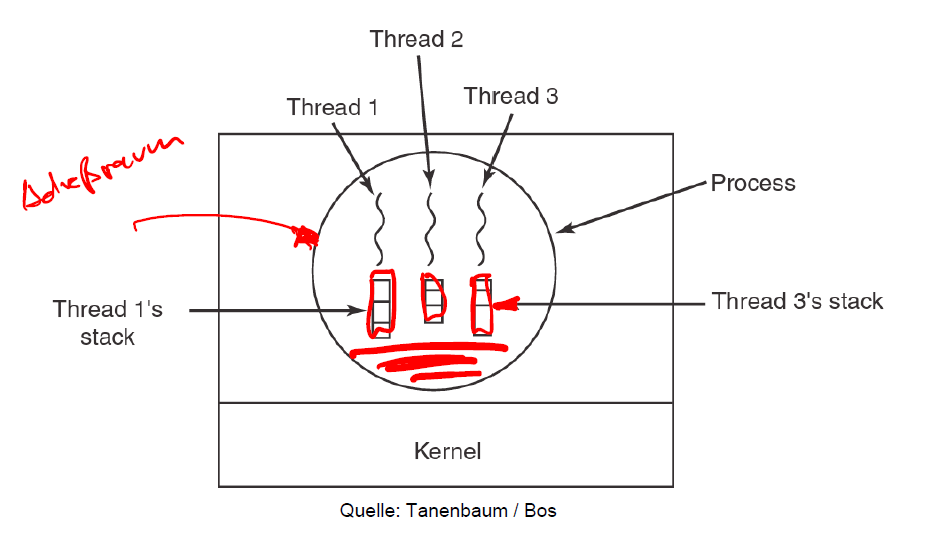 Thread 2
Thread 1
Thread 3
Adreßraum
Process
Thread 1's
stack
Thread 3's stack
Kernel
Quelle: Tanenbaum / Bos